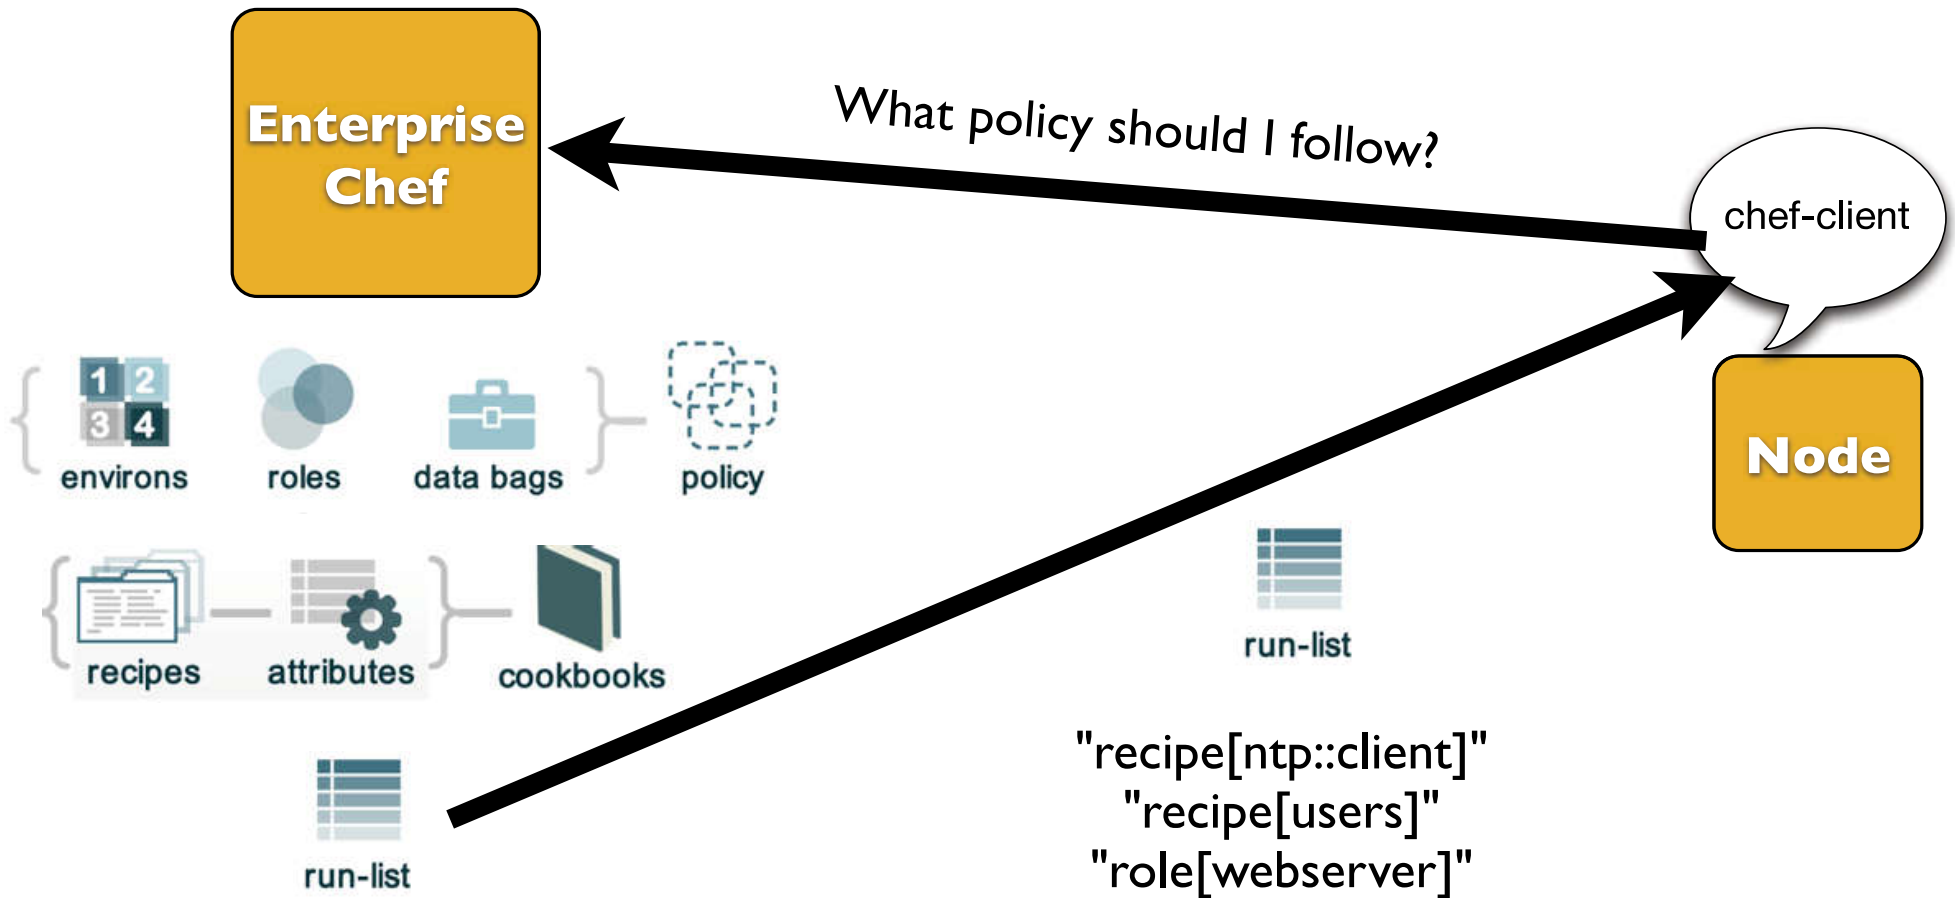 Enterprise
Chef
What policy should I follow?
chef-client
Node
1 2
3 4
environs
roles
data bags
policy
recipes
attributes
cookbooks
run-list
run-list
"recipe[ntp::client]"
"recipe[users]"
"role[webserver]"